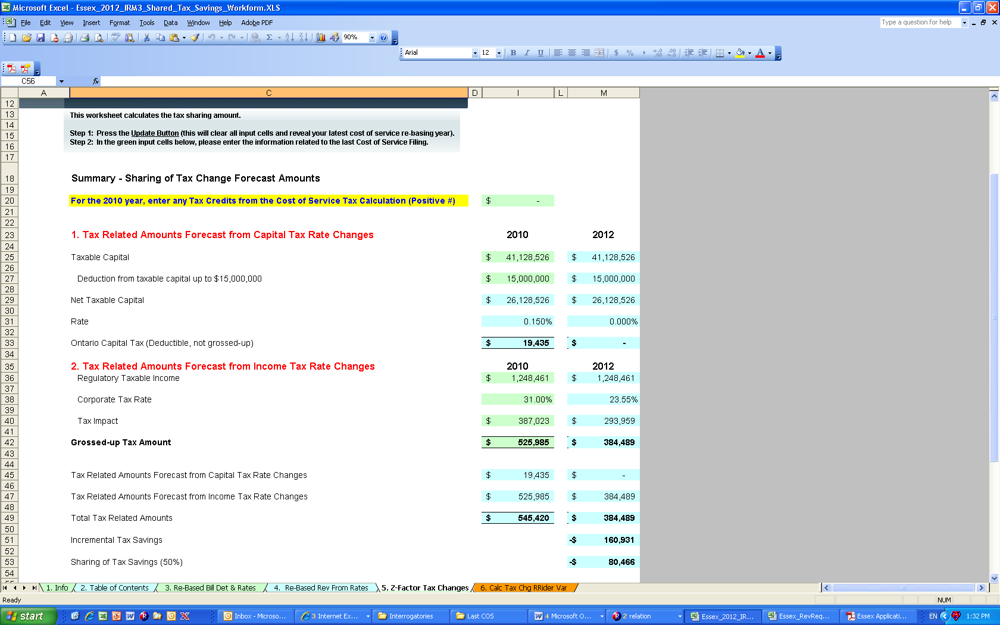 Microsoft Excel - Essex_2012_IRM3_Shared_Tax_Savings_Workform.XLS
File Edit View Insert Format Tools Data Window Help Adobe PDF
Type a question for help
90%
Arial 12 B I U $ % ,
C56 fx
A C D I L M
12
13 This worksheet calculates the tax sharing amount.
14
15 Step 1: Press the Update Button (this will clear all input cells and reveal your latest cost of service re-basing year).
16 Step 2: In the green input cells below, please enter the information related to the last Cost of Service Filing.
17
18 Summary - Sharing of Tax Change Forecast Amounts
19
20 For the 2010 year, enter any Tax Credits from the Cost of Service Tax Calculation (Positive #) $ -
21
22
23 1. Tax Related Amounts Forecast from Capital Tax Rate Changes 2010 2012
24
25 Taxable Capital $ 41,128,526 $ 41,128,526
26
27 Deduction from taxable capital up to $15,000,000 $ 15,000,000 $ 15,000,000
28
29 Net Taxable Capital $ 26,128,526 $ 26,128,526
30
31 Rate 0.150% 0.000%
32
33 Ontario Capital Tax (Deductible, not grossed-up) $ 19,435 $ -
34
35 2. Tax Related Amounts Forecast from Income Tax Rate Changes 2010 2012
36 Regulatory Taxable Income $ 1,248,461 $ 1,248,461
37
38 Corporate Tax Rate 31.00% 23.55%
39
40 Tax Impact $ 387,023 $ 293,959
41
42 Grossed-up Tax Amount $ 525,985 $ 384,489
43
44
45 Tax Related Amounts Forecast from Capital Tax Rate Changes $ 19,435 $ -
46
47 Tax Related Amounts Forecast from Income Tax Rate Changes $ 525,985 $ 384,489
48
49 Total Tax Related Amounts $ 545,420 $ 384,489
50
51 Incremental Tax Savings -$ 160,931
52
53 Sharing of Tax Savings (50%) -$ 80,466
54
1. Info 2. Table of Contents 3. Re-Based Bill Det & Rates 4. Re-Based Rev From Rates 5. Z-Factor Tax Changes 6. Calc Tax Chg RRider Var
Ready NUM
start Inbox - Microso... 3 Internet Ex... Interrogatories Last COS 4 Microsoft O... 2 relation Essex_2012_IR... Essex_RevReq... Essex Applicati... EN 1:32 PM